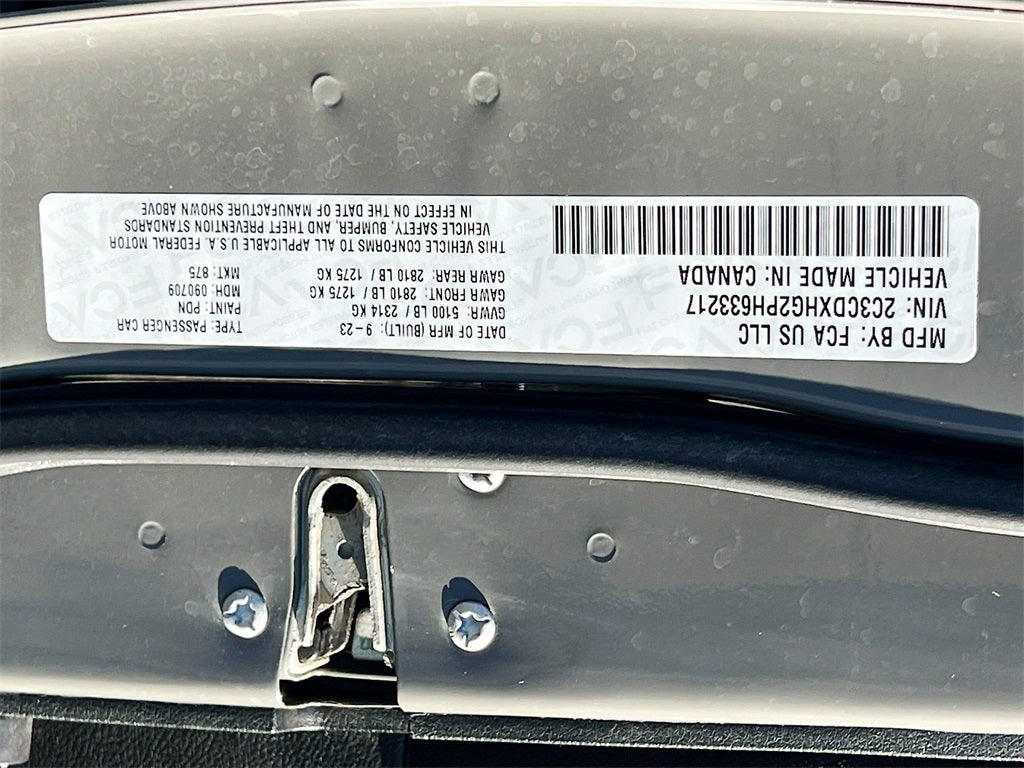 MFD BY: FCA US LLC
VIN: 2C3CDXHG2PH633217
VEHICLE MADE IN: CANADA
DATE OF MFR (BUILT): 9-23
GVWR: 5100 LB / 2314 KG
GAWR FRONT: 2810 LB / 1275 KG
GAWR REAR: 2810 LB / 1275 KG
TYPE: PASSENGER CAR
PAINT: PDN
MDH: 090709
MKT: 875
THIS VEHICLE CONFORMS TO ALL APPLICABLE U.S.A. FEDERAL MOTOR
VEHICLE SAFETY, BUMPER, AND THEFT PREVENTION STANDARDS
IN EFFECT ON THE DATE OF MANUFACTURE SHOWN ABOVE